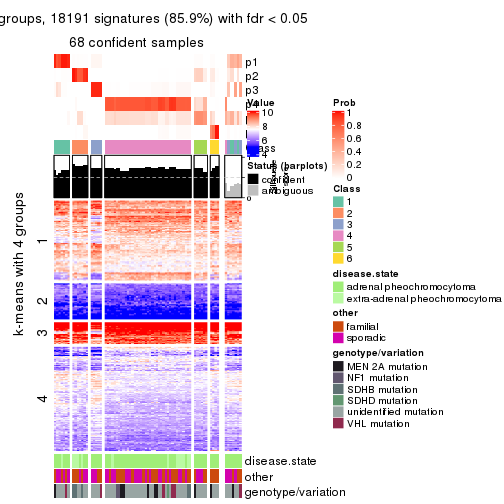 groups, 18191 signatures (85.9%) with fdr < 0.05
68 confident samples
p1
p2
p3
Value
10
8
6
4
Prob
1
0.8
0.6
0.4
0.2
0
Status (barplots)
confident
ambiguous
Class
1
2
3
4
5
6
k-means with 4 groups
1
2
3
4
disease.state
adrenal pheochromocytoma
extra-adrenal pheochromocytoma
other
familial
sporadic
genotype/variation
MEN 2A mutation
NF1 mutation
SDHB mutation
SDHD mutation
unidentified mutation
VHL mutation
disease.state
other
genotype/variation